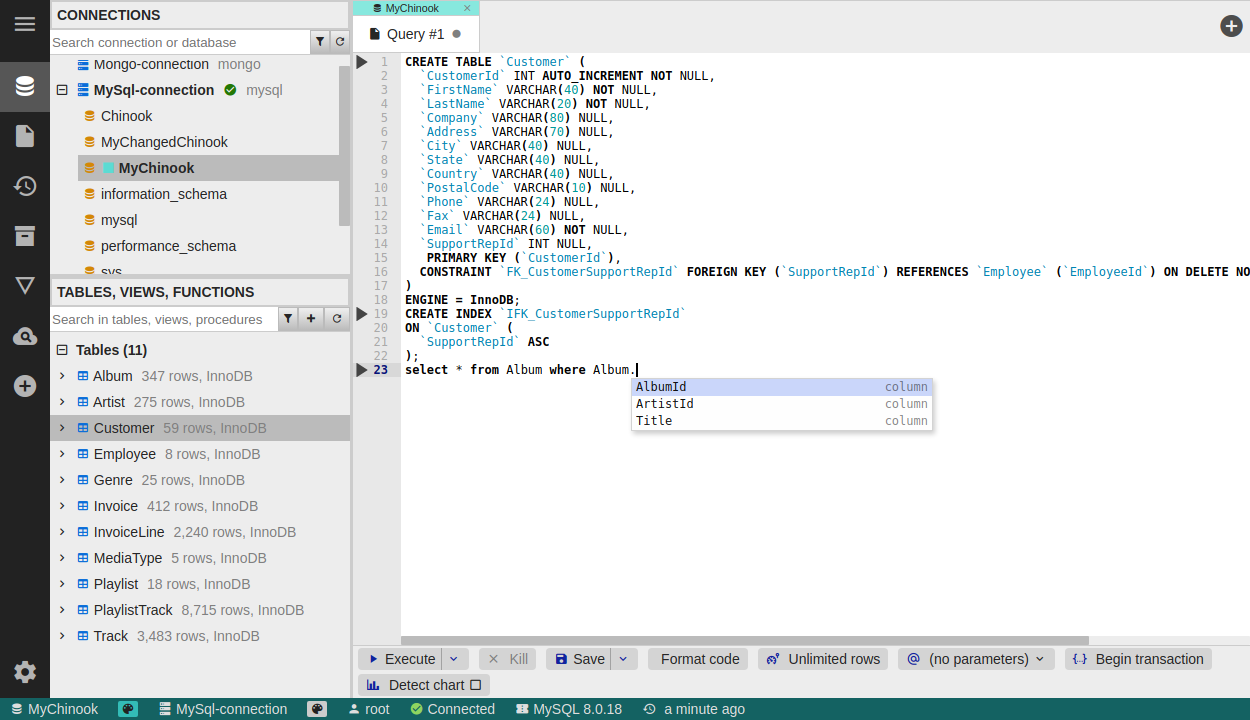 CONNECTIONS
Search connection or database
Mongo-connection mongo
MySql-connection mysql
Chinook
MyChangedChinook
MyChinook
information_schema
mysql
performance_schema
sys
TABLES, VIEWS, FUNCTIONS
Search in tables, views, procedures
Tables (11)
Album 347 rows, InnoDB
Artist 275 rows, InnoDB
Customer 59 rows, InnoDB
Employee 8 rows, InnoDB
Genre 25 rows, InnoDB
Invoice 412 rows, InnoDB
InvoiceLine 2,240 rows, InnoDB
MediaType 5 rows, InnoDB
Playlist 18 rows, InnoDB
PlaylistTrack 8,715 rows, InnoDB
Track 3,483 rows, InnoDB
MyChinook
Query #1
1 CREATE TABLE `Customer` (
2 `CustomerId` INT AUTO_INCREMENT NOT NULL,
3 `FirstName` VARCHAR(40) NOT NULL,
4 `LastName` VARCHAR(20) NOT NULL,
5 `Company` VARCHAR(80) NULL,
6 `Address` VARCHAR(70) NULL,
7 `City` VARCHAR(40) NULL,
8 `State` VARCHAR(40) NULL,
9 `Country` VARCHAR(40) NULL,
10 `PostalCode` VARCHAR(10) NULL,
11 `Phone` VARCHAR(24) NULL,
12 `Fax` VARCHAR(24) NULL,
13 `Email` VARCHAR(60) NOT NULL,
14 `SupportRepId` INT NULL,
15 PRIMARY KEY (`CustomerId`),
16 CONSTRAINT `FK_CustomerSupportRepId` FOREIGN KEY (`SupportRepId`) REFERENCES `Employee` (`EmployeeId`) ON DELETE NO
17 )
18 ENGINE = InnoDB;
19 CREATE INDEX `IFK_CustomerSupportRepId`
20 ON `Customer` (
21 `SupportRepId` ASC
22 );
23 select * from Album where Album.
AlbumId column
ArtistId column
Title column
Execute Kill Save Format code Unlimited rows (no parameters) {..} Begin transaction
Detect chart
MyChinook MySql-connection root Connected MySQL 8.0.18 a minute ago